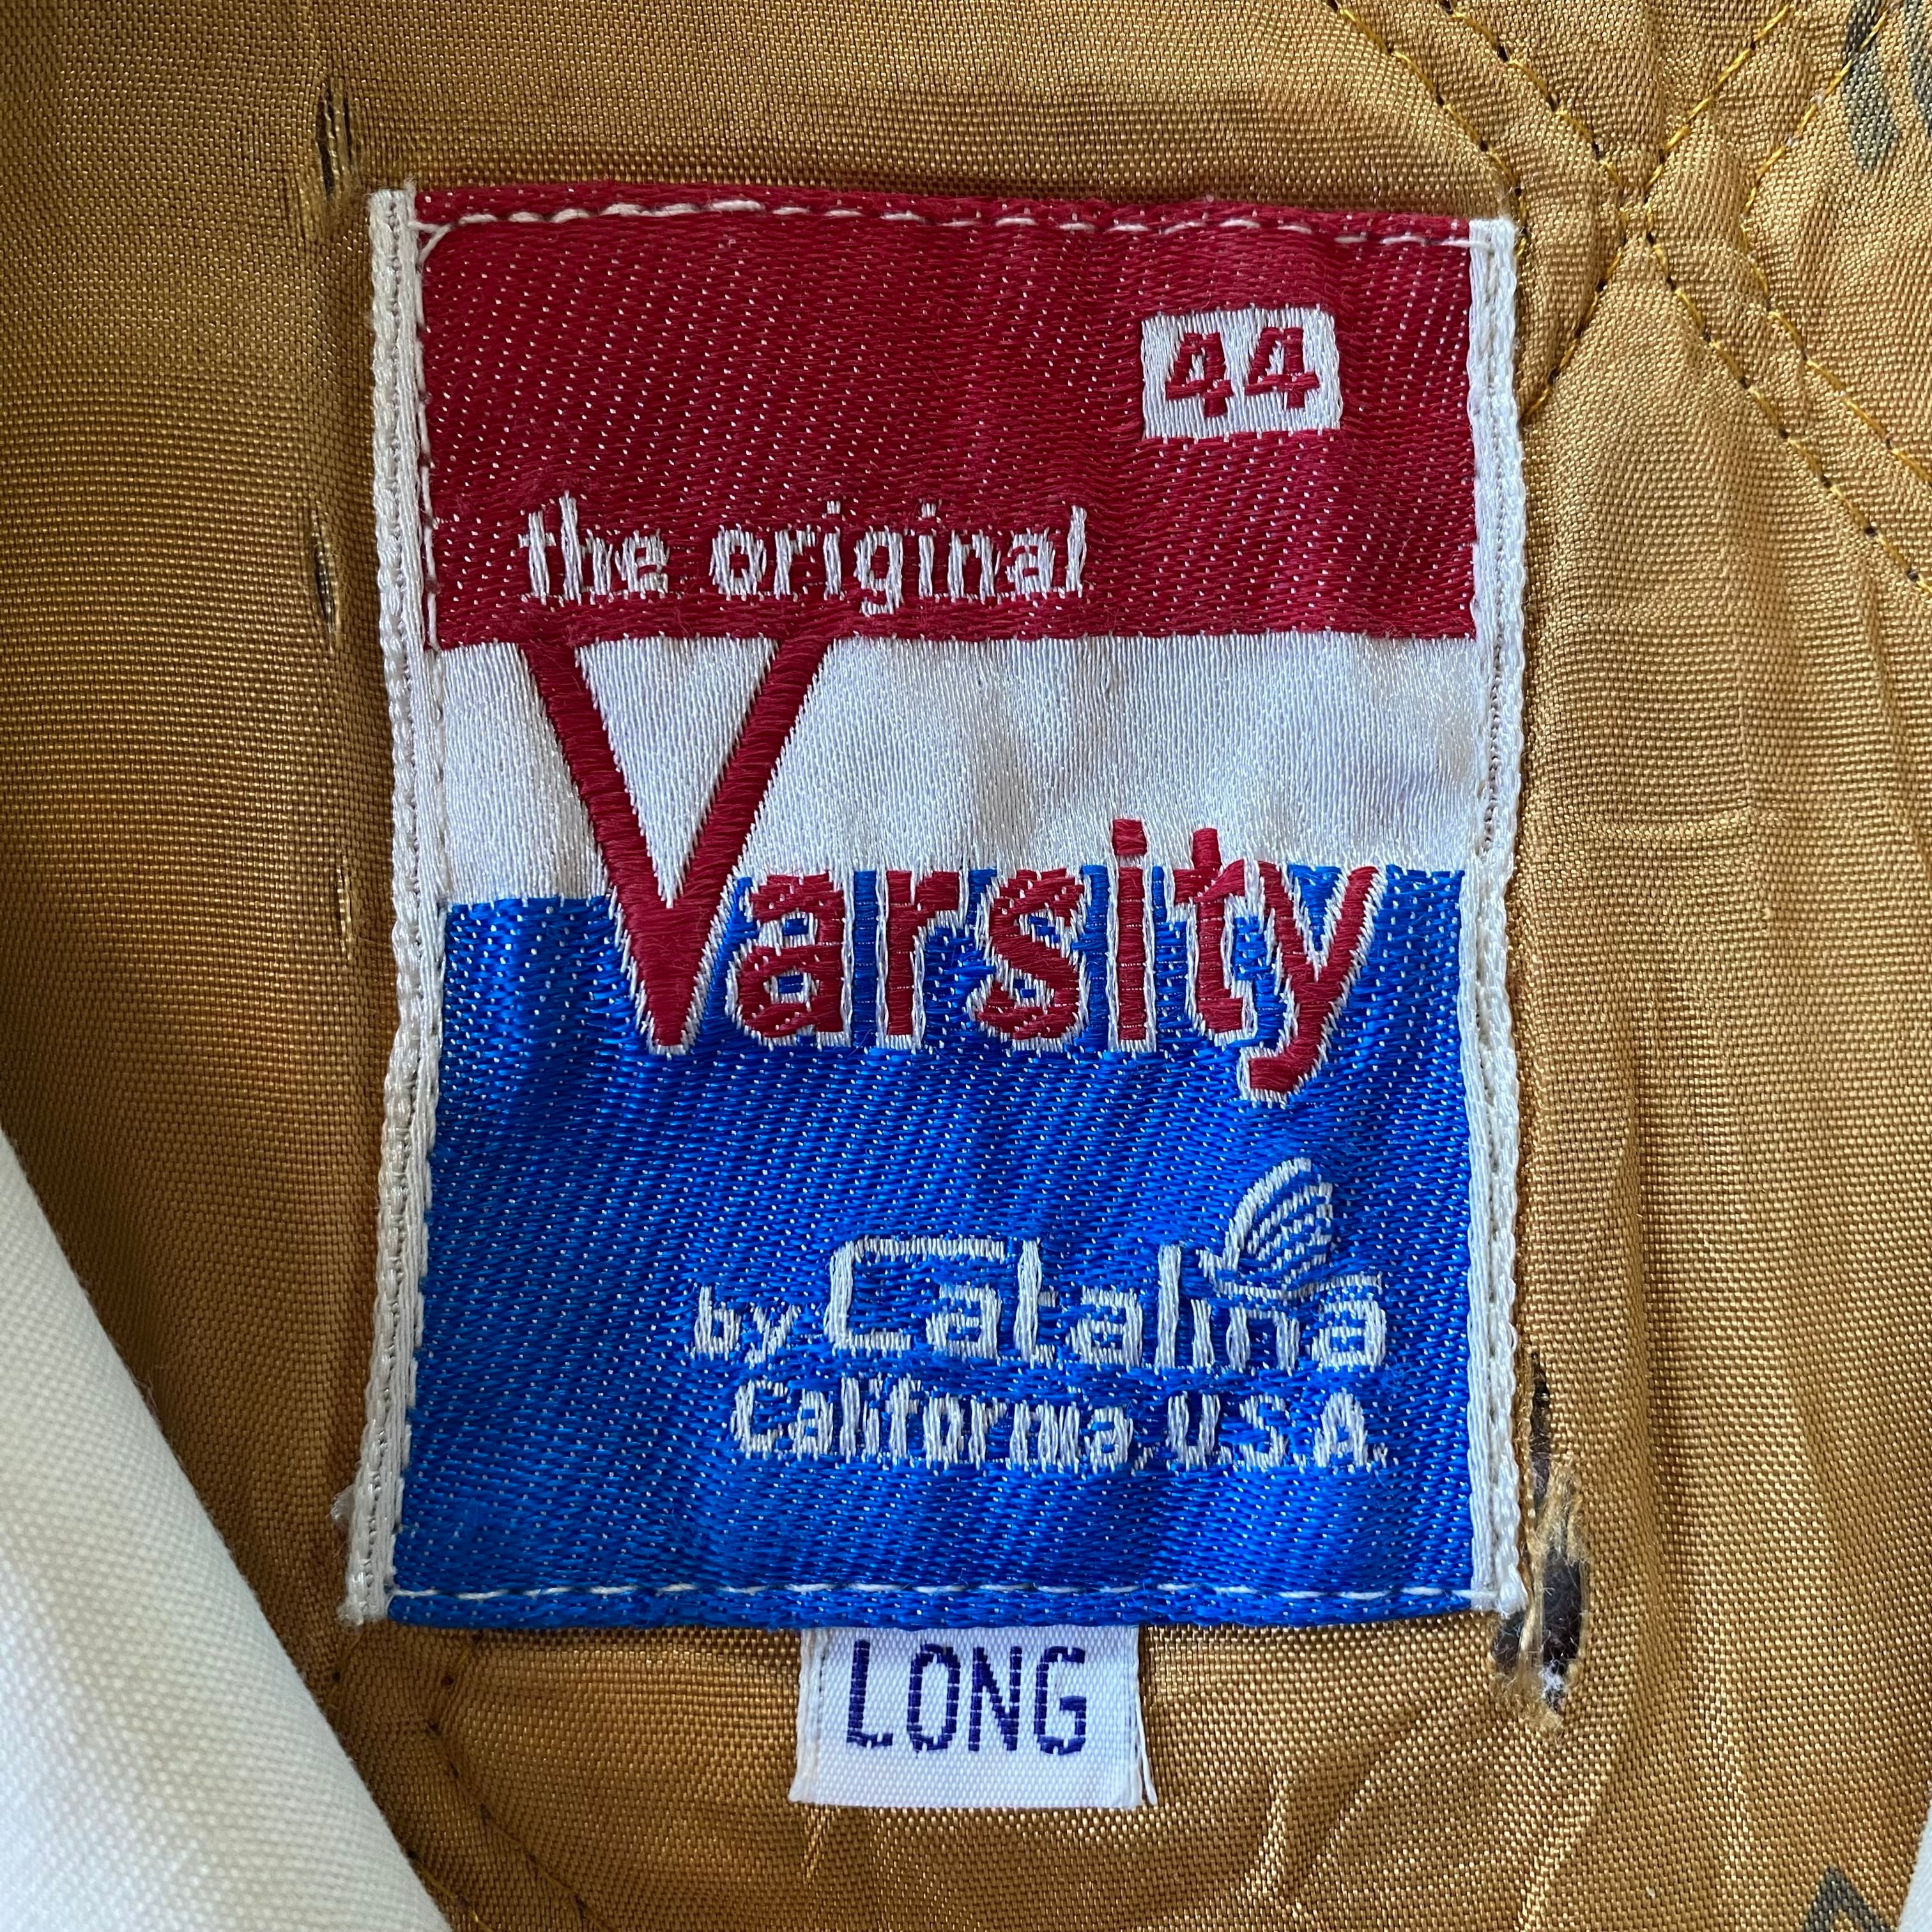 44
the original
Varsity
by Catalina
California, U.S.A.
LONG